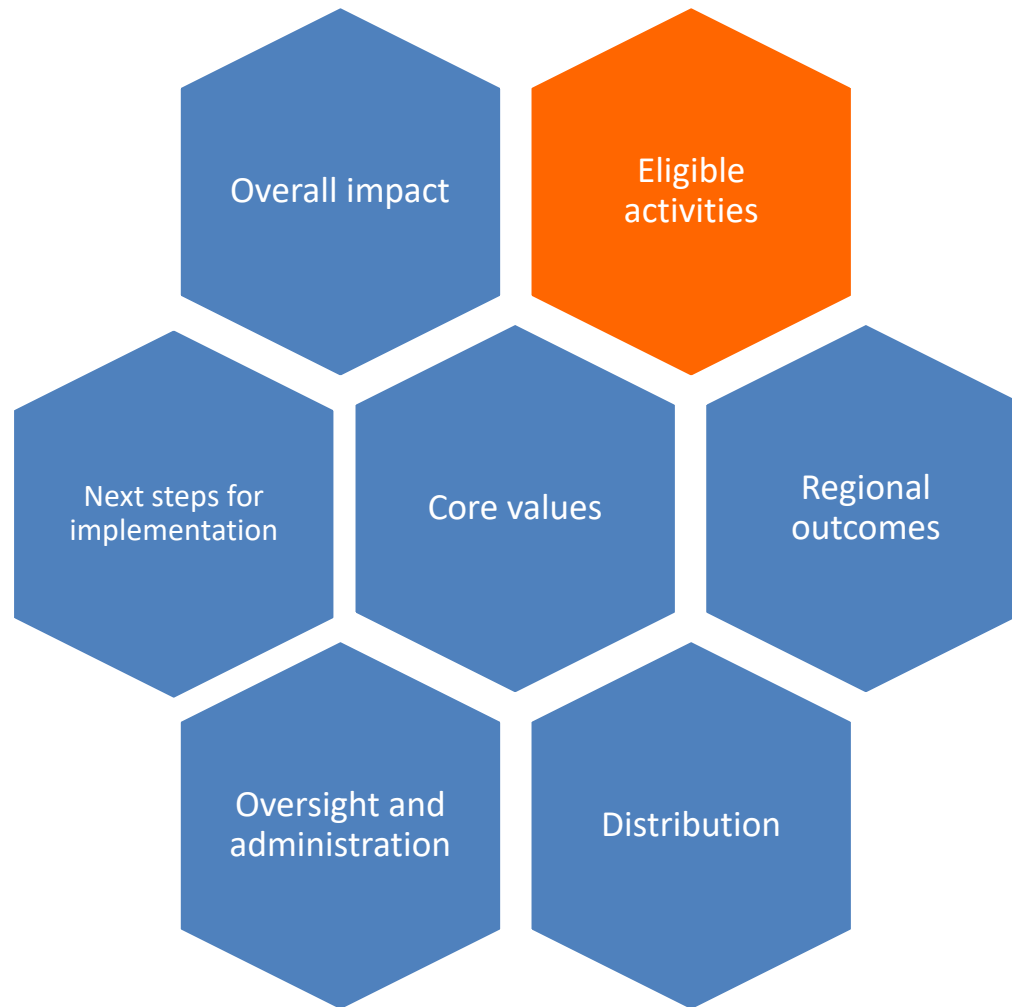 Overall impact
Eligible
activities
Next steps for
implementation
Core values
Regional
outcomes
Oversight and
administration
Distribution